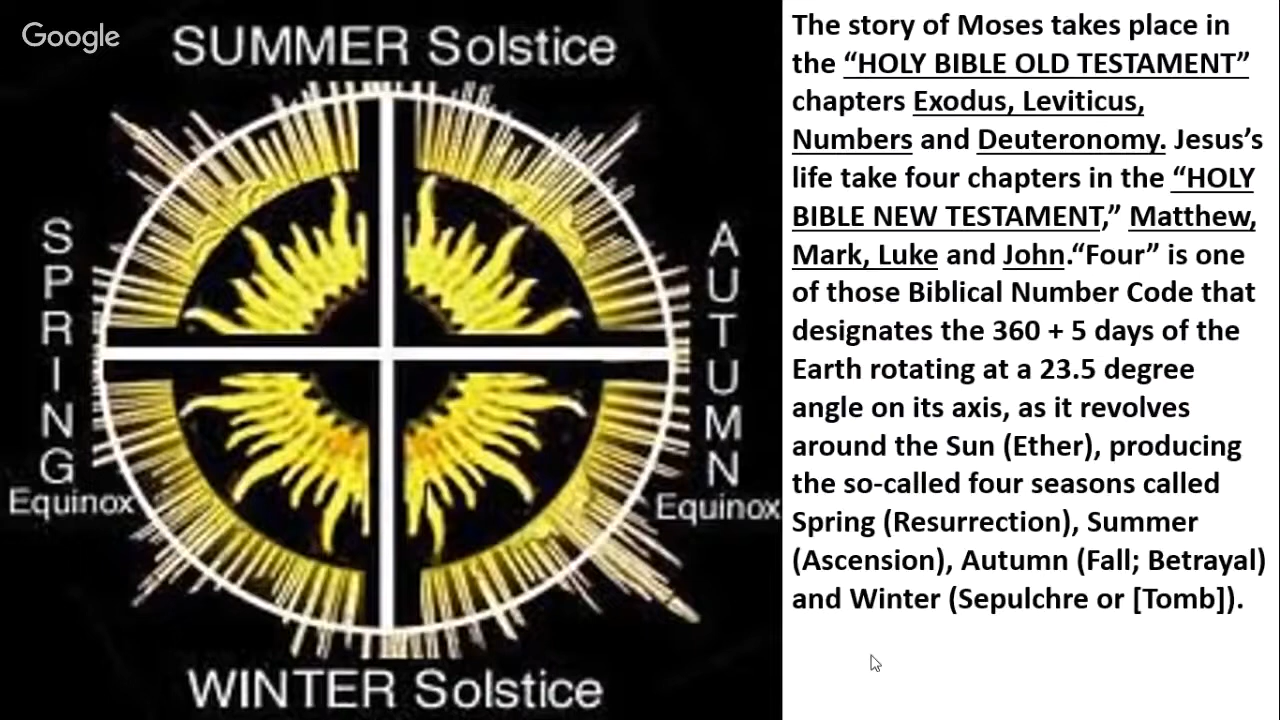 Google
SUMMER Solstice
SPRING
Equinox
AUTUMN
Equinox
WINTER Solstice
The story of Moses takes place in
the “HOLY BIBLE OLD TESTAMENT”
chapters Exodus, Leviticus,
Numbers and Deuteronomy. Jesus’s
life take four chapters in the “HOLY
BIBLE NEW TESTAMENT,” Matthew,
Mark, Luke and John.“Four” is one
of those Biblical Number Code that
designates the 360 + 5 days of the
Earth rotating at a 23.5 degree
angle on its axis, as it revolves
around the Sun (Ether), producing
the so-called four seasons called
Spring (Resurrection), Summer
(Ascension), Autumn (Fall; Betrayal)
and Winter (Sepulchre or [Tomb]).